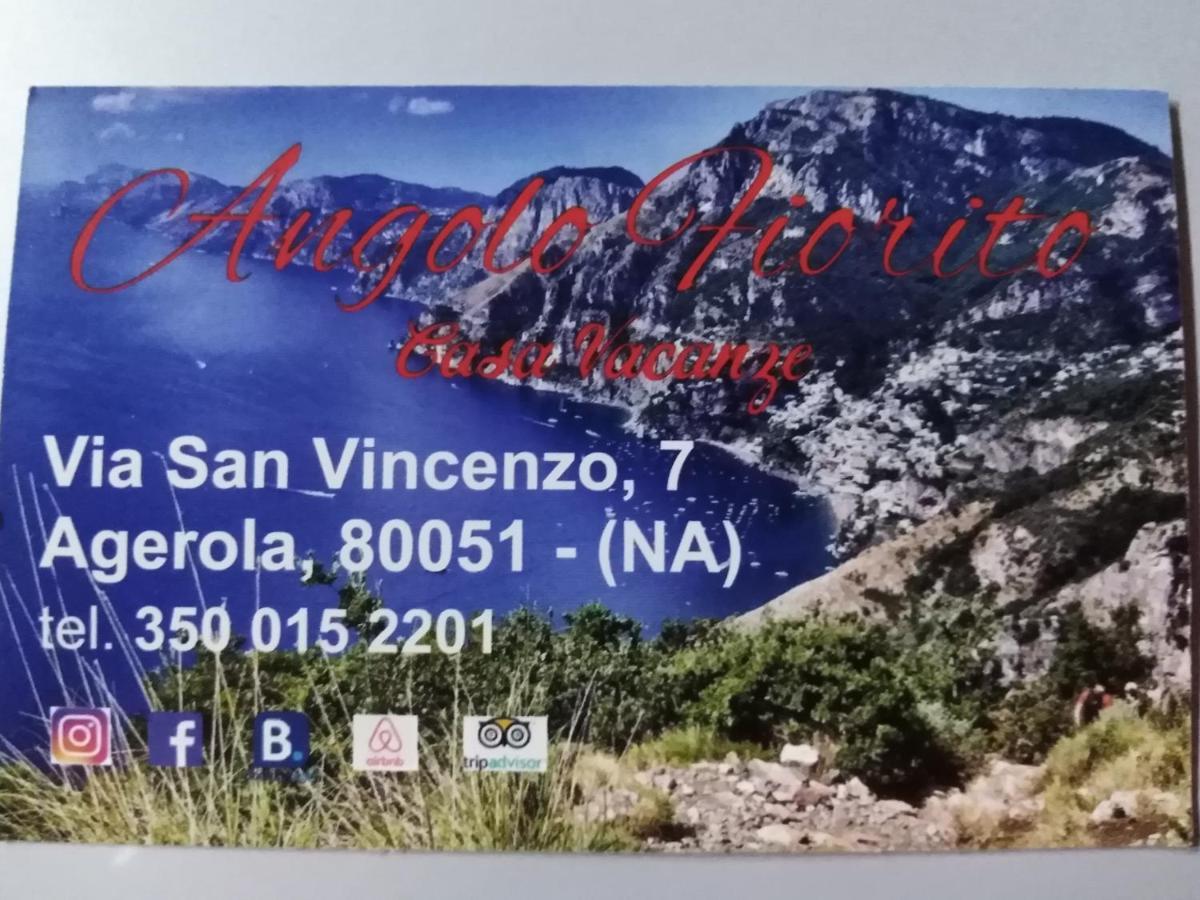 Angolo Fiorito
Casa Vacanze
Via San Vincenzo, 7
Agerola, 80051 - (NA)
tel. 350 015 2201
f B. airbnb tripadvisor